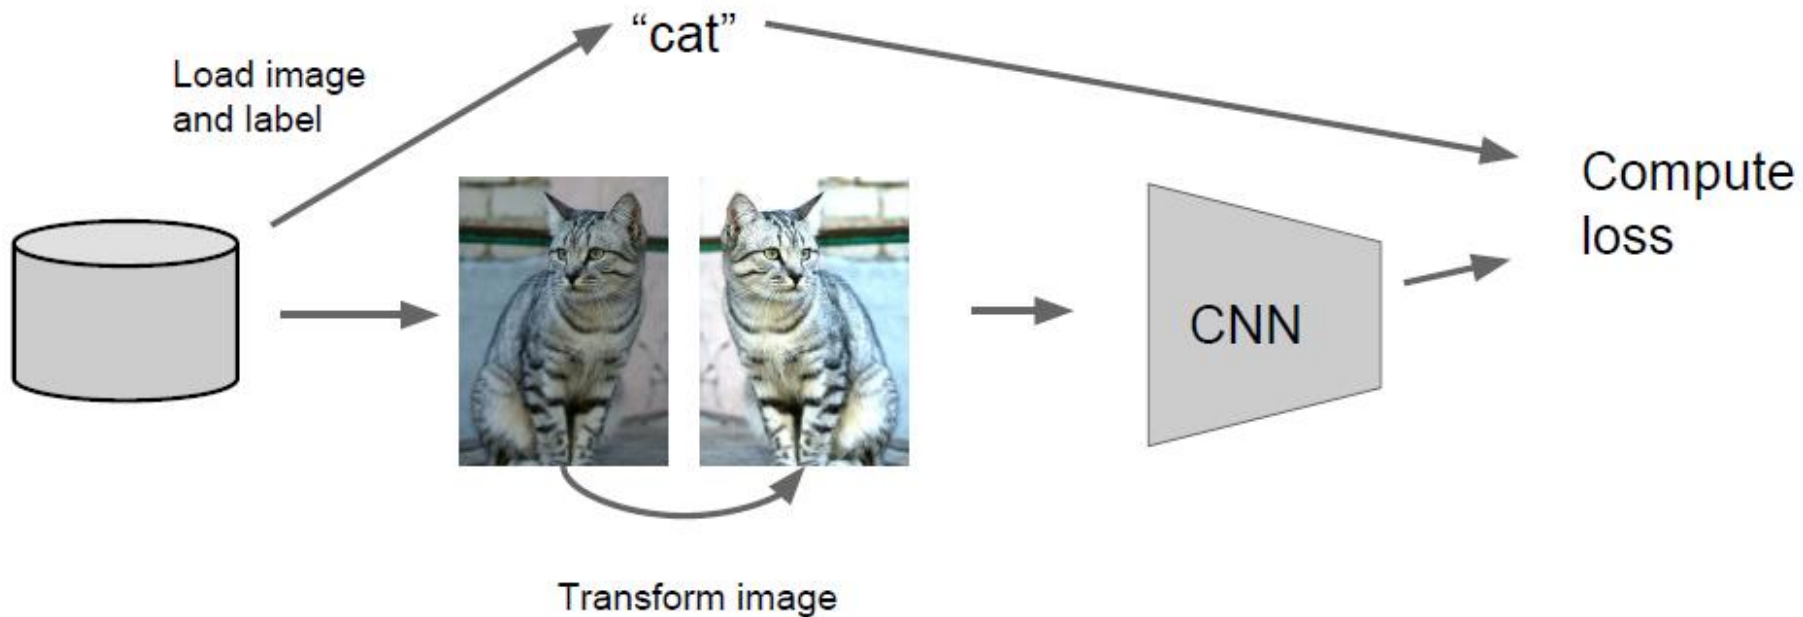 “cat”
Load image
and label
Compute
loss
CNN
Transform image